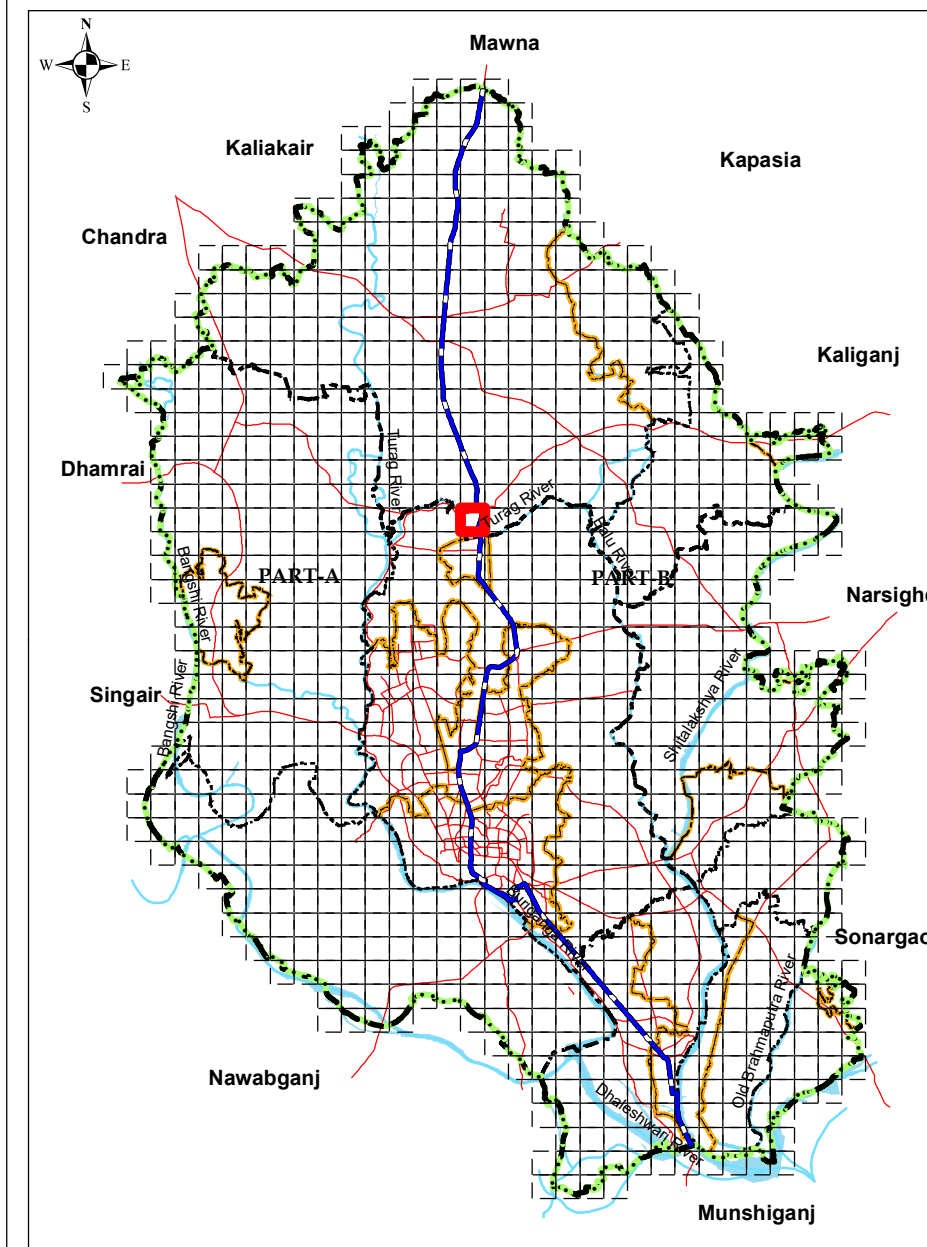 N
W E
S
Mawna
Kaliakair
Kapasia
Chandra
Kaliganj
Turag River
Dhamrai
Turag River
Balu River
Bangshi River
PART-A
PART-B
Narsighd
Shitalakshya River
Singair
Bangshi River
Buriganga River
Sonargao
Old Brahmaputra River
Nawabganj
Dhaleshwari River
Munshiganj